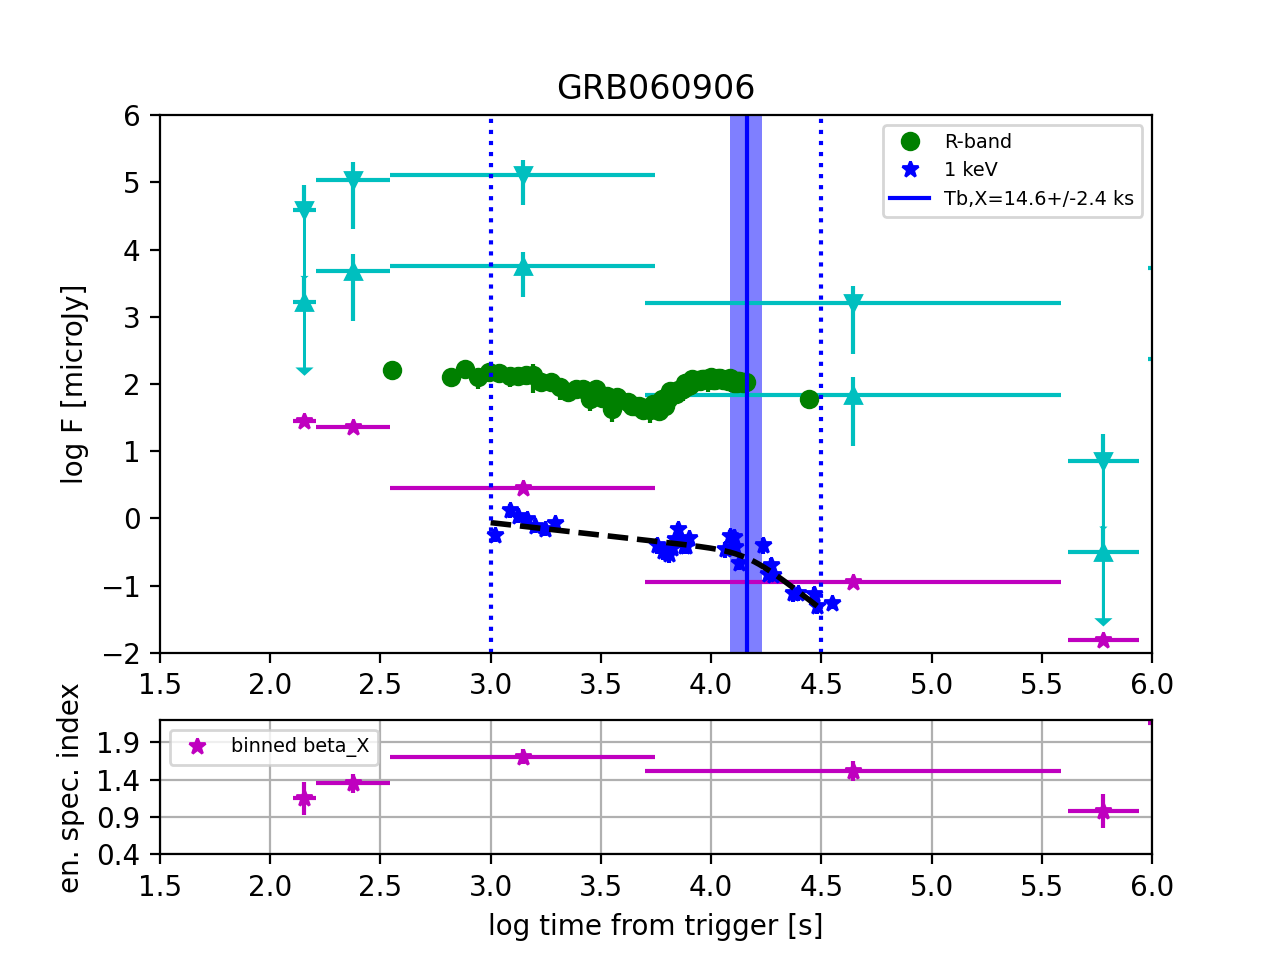 GRB060906
6
5
4
3
2
1
0
−1
−2
log F [microJy]
R-band
1 keV
Tb,X=14.6+/-2.4 ks
1.5 2.0 2.5 3.0 3.5 4.0 4.5 5.0 5.5 6.0
1.9
1.4
0.9
0.4
en. spec. index
binned beta_X
1.5 2.0 2.5 3.0 3.5 4.0 4.5 5.0 5.5 6.0
log time from trigger [s]